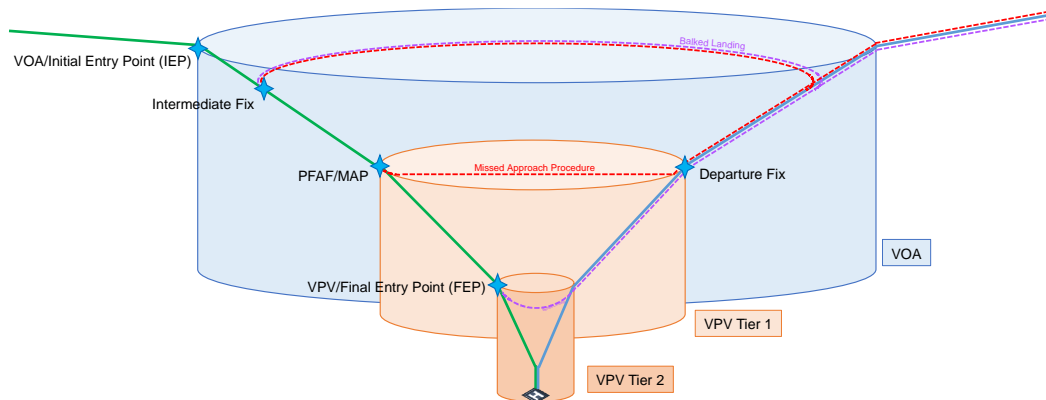 Balked Landing
VOA/Initial Entry Point (IEP)
Intermediate Fix
Missed Approach Procedure
PFAF/MAP
Departure Fix
VOA
VPV/Final Entry Point (FEP)
VPV Tier 1
VPV Tier 2
H